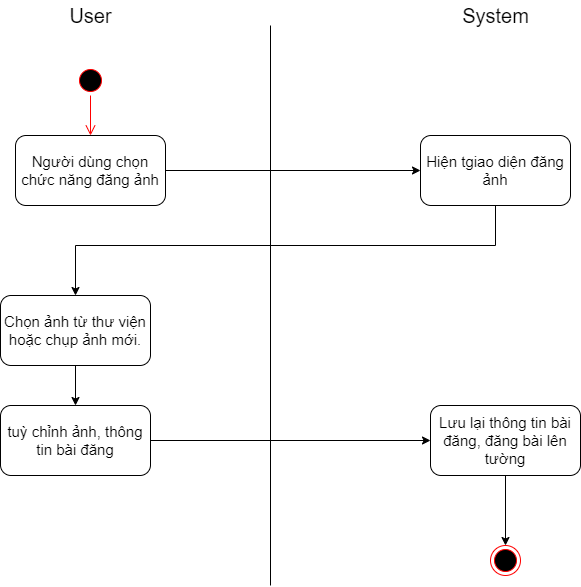 User
System
Người dùng chọn
chức năng đăng ảnh
Hiện tgiao diện đăng
ảnh
Chọn ảnh từ thư viện
hoặc chụp ảnh mới.
tuỳ chỉnh ảnh, thông
tin bài đăng
Lưu lại thông tin bài
đăng, đăng bài lên
tường